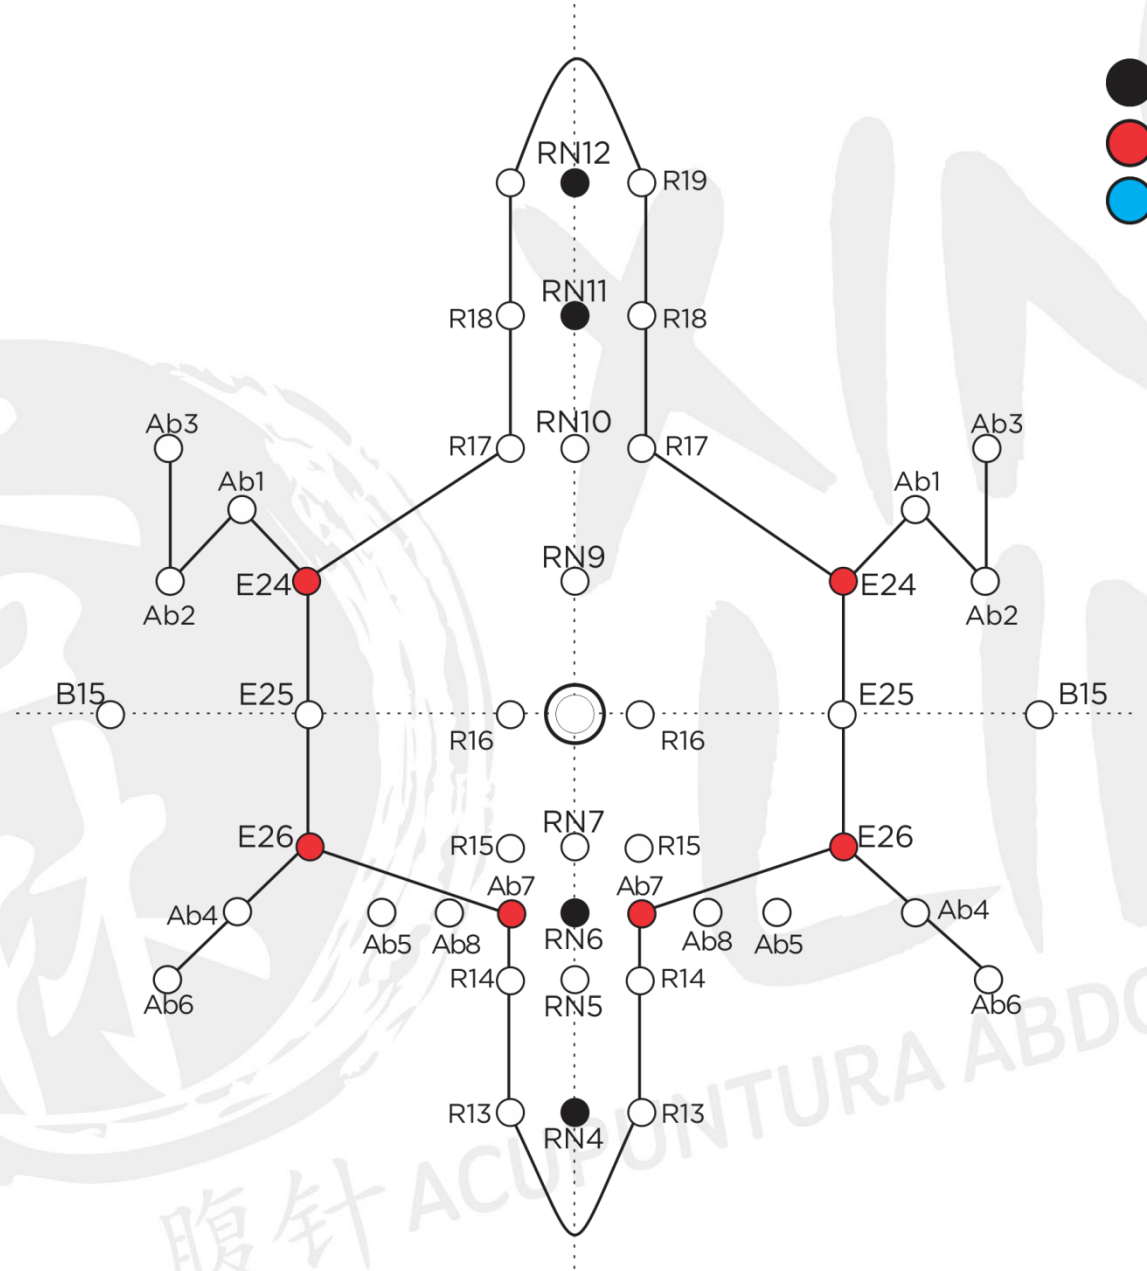 RN12
R19
RN11
R18
R18
Ab3
RN10
Ab3
R17
R17
Ab1
Ab1
RN9
E24
E24
Ab2
Ab2
B15
E25
E25
B15
R16
R16
RN7
E26
E26
R15
R15
Ab7
Ab7
Ab4
Ab4
Ab5
Ab8
RN6
Ab8
Ab5
R14
R14
Ab6
RN5
Ab6
R13
R13
RN4
腹针 ACUPUNTURA ABDO